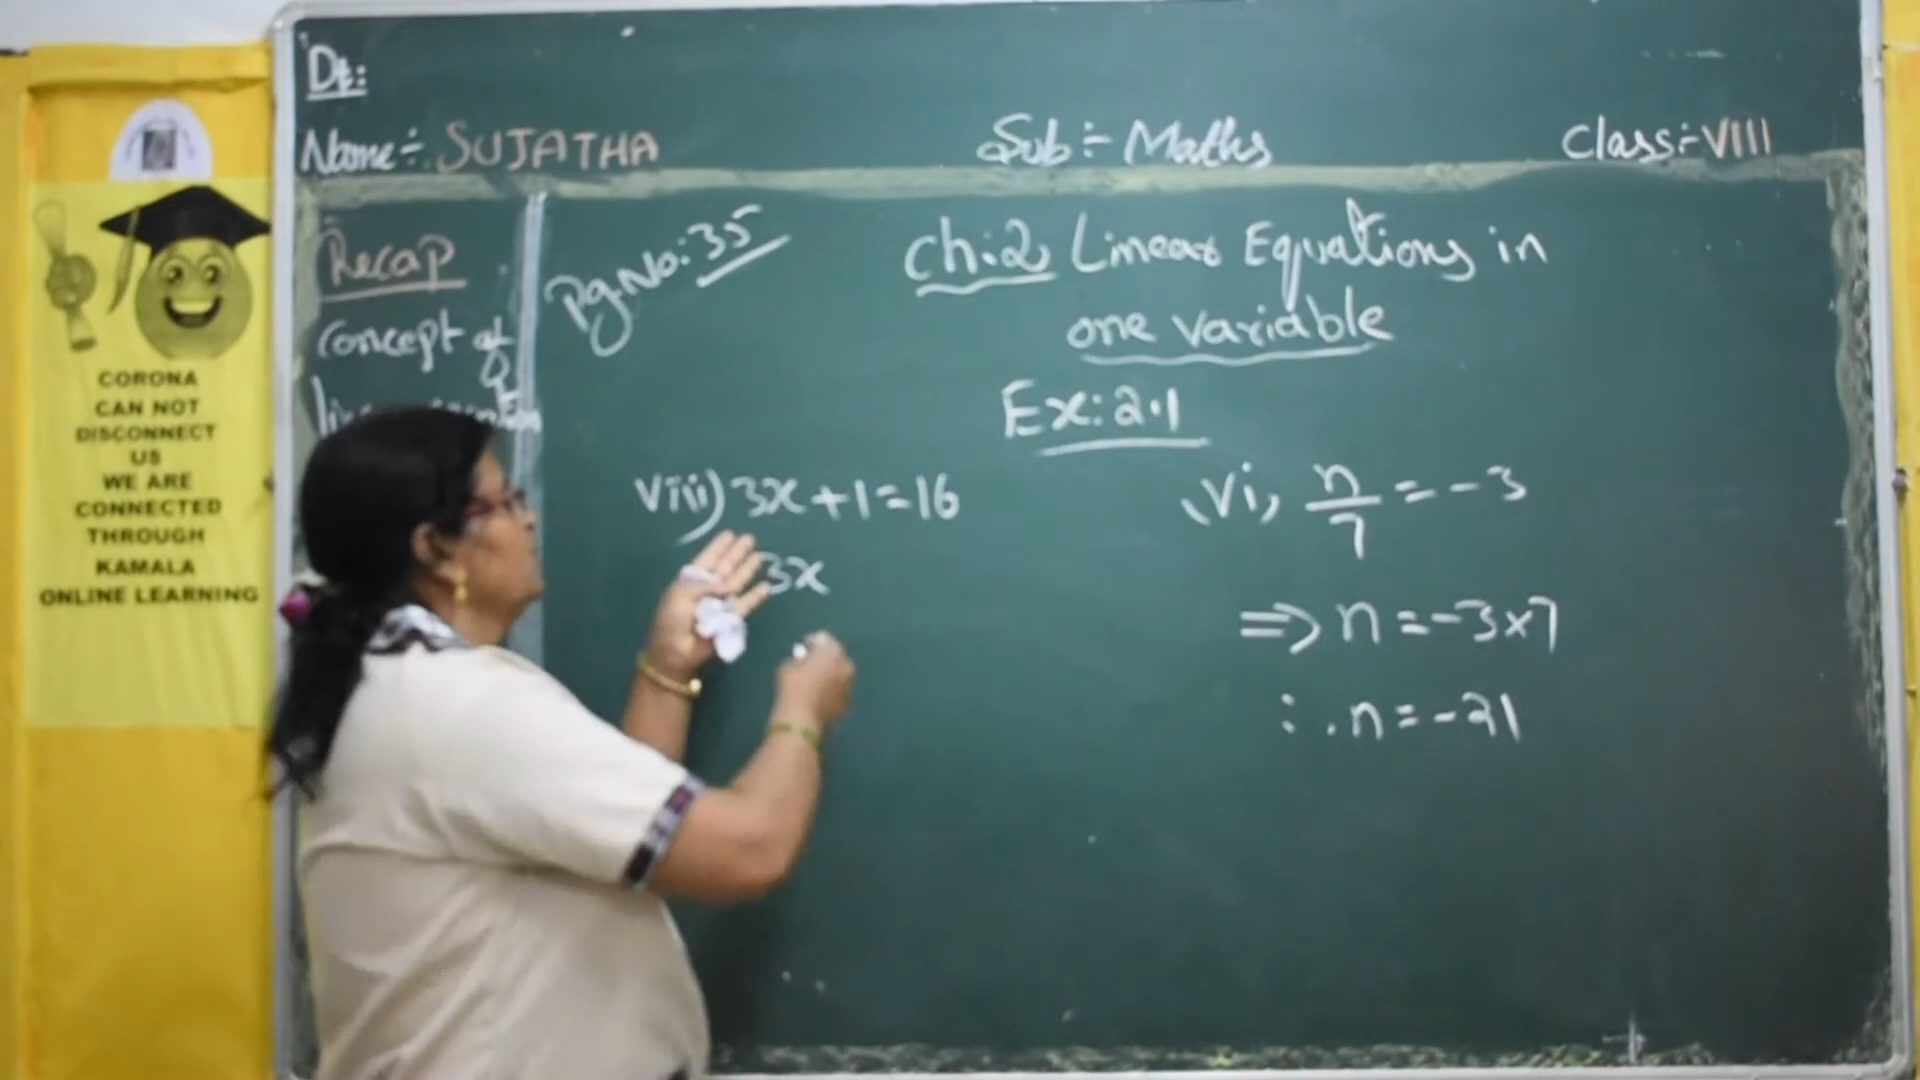 Dt:
Name:- SUJATHA
Sub:- Maths
Class:- VIII
Recap
Concept of
Pg.No:35
Ch:2 Linear Equations in
one variable
Ex:2.1
viii) 3x+1=16
3x
vi, n/7 = -3
⇒ n = -3x7
∴ n = -21
CORONA
CAN NOT
DISCONNECT
US
WE ARE
CONNECTED
THROUGH
KAMALA
ONLINE LEARNING